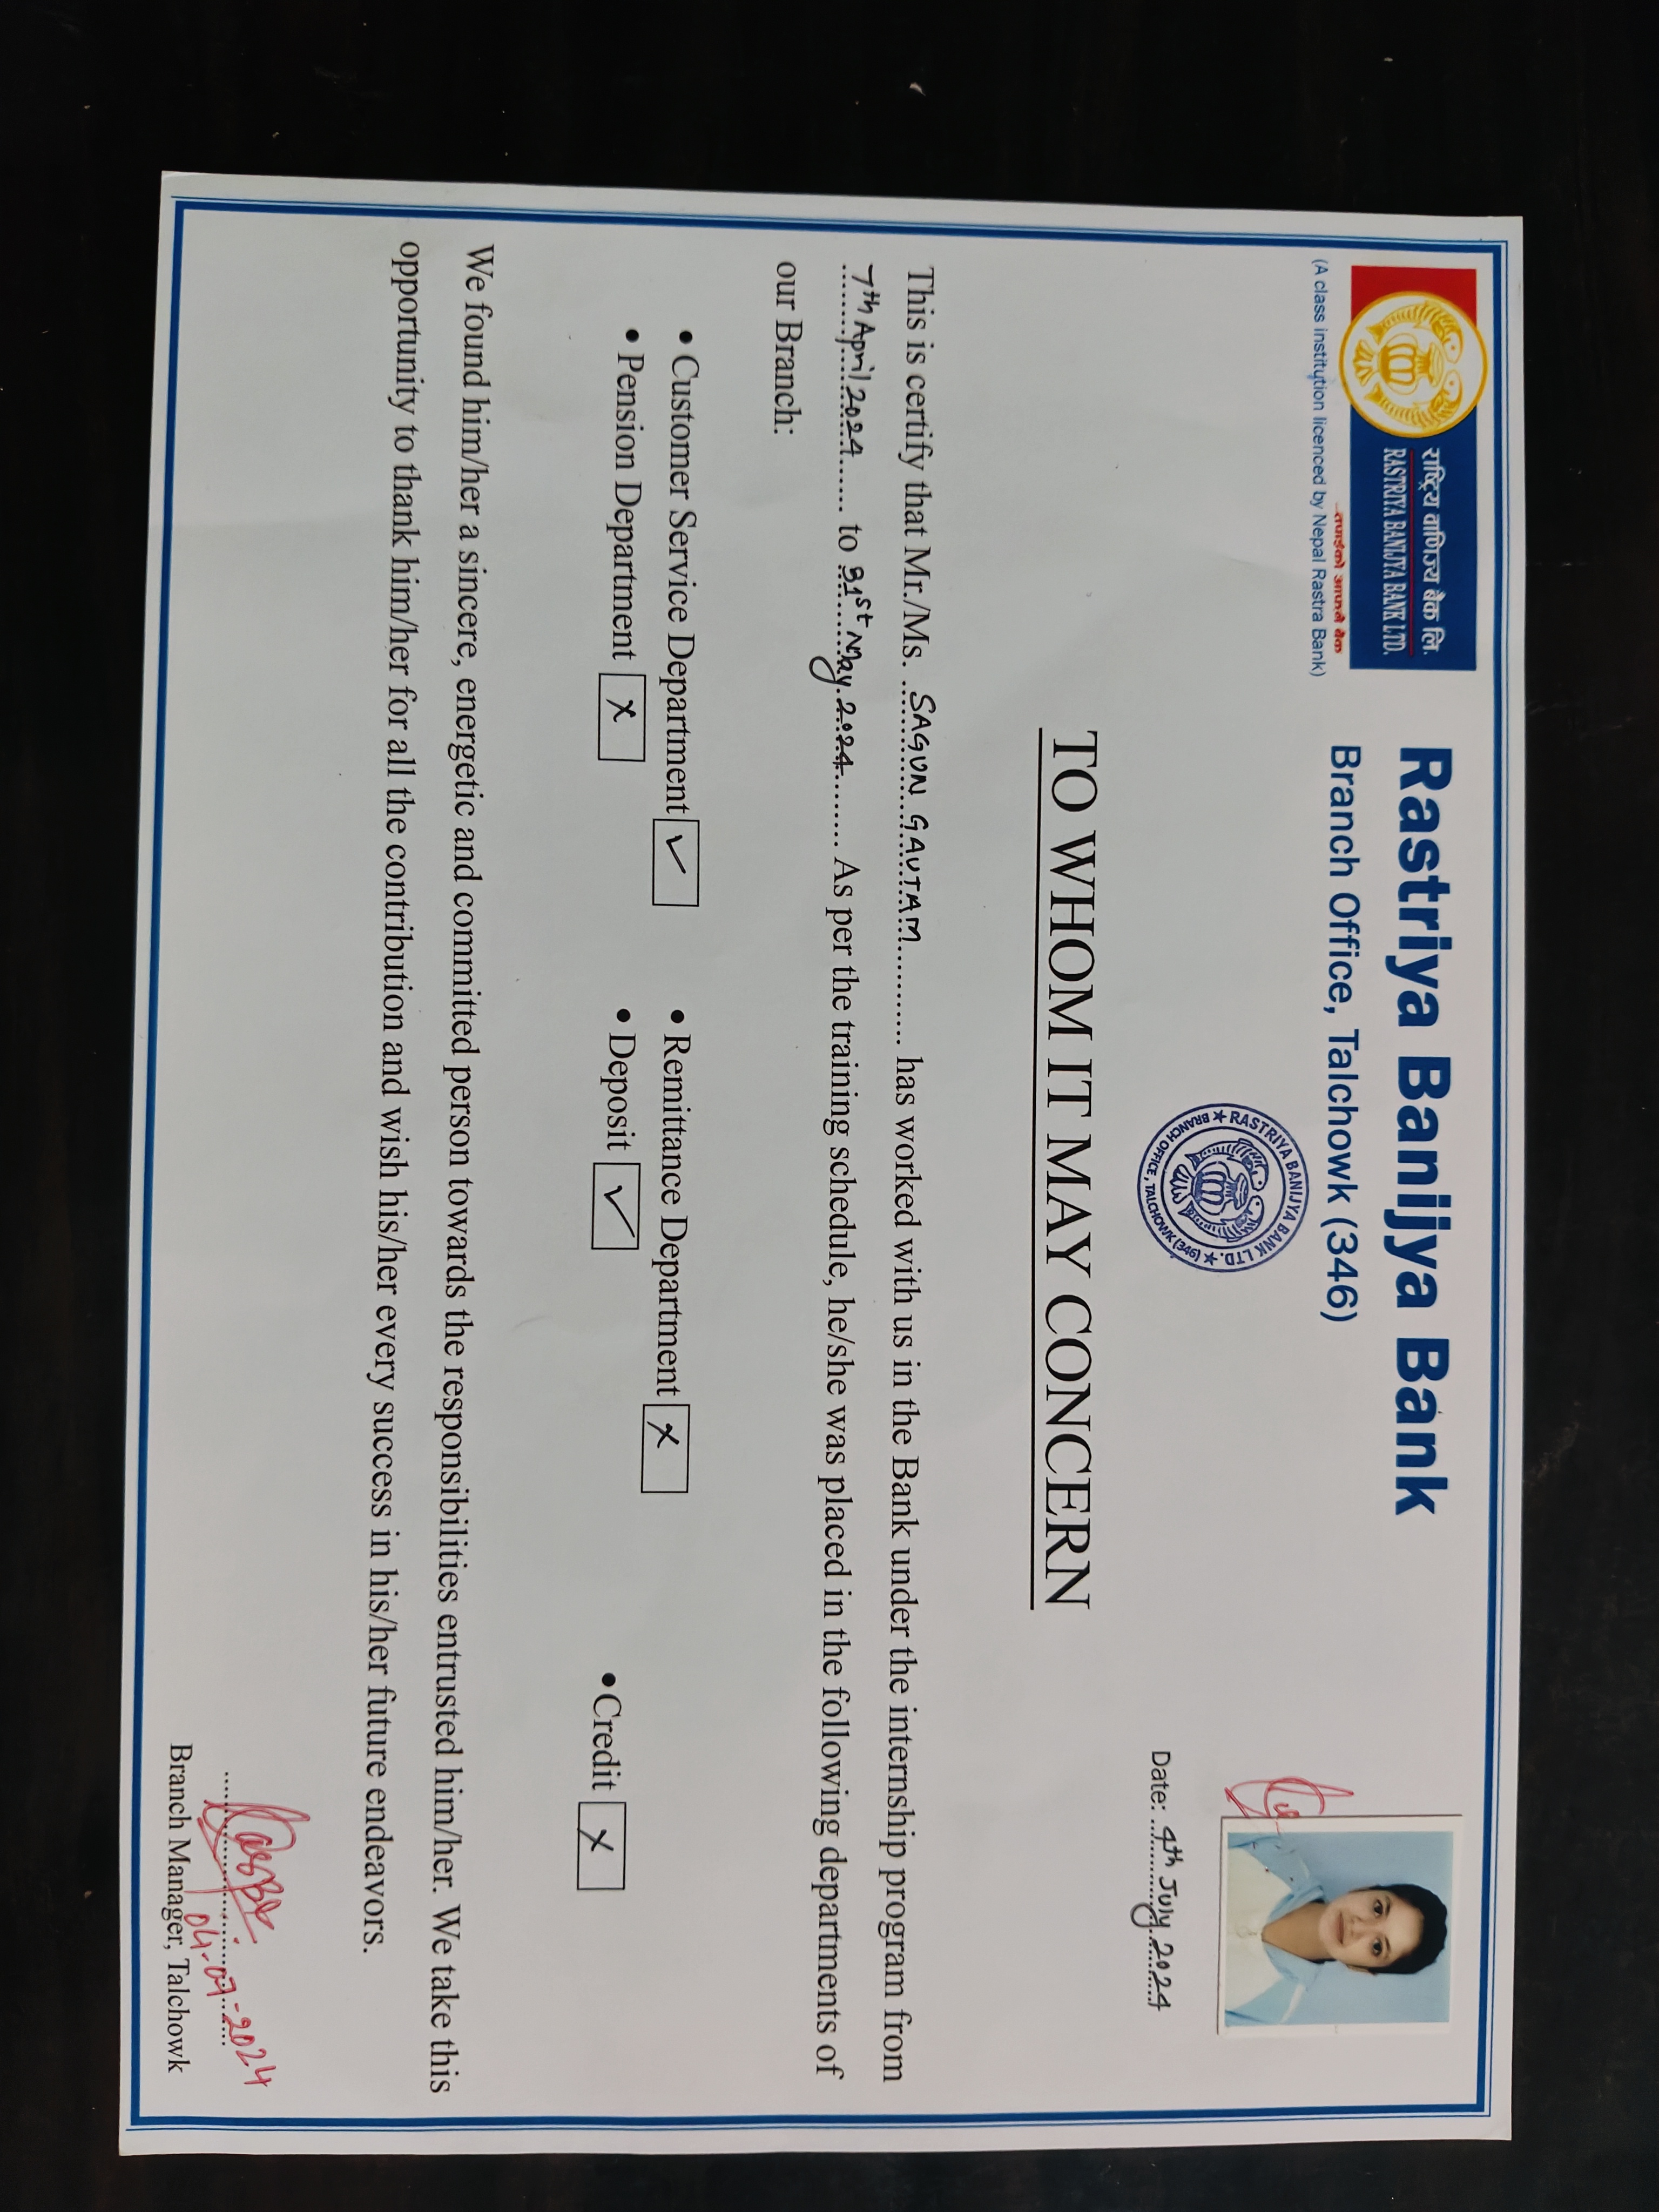 राष्ट्रिय वाणिज्य बैंक लि.
RASTRIYA BANIJYA BANK LTD.
...तपाईंको आफ्नै बैंक
(A class institution licenced by Nepal Rastra Bank)
Rastriya Banijya Bank
Branch Office, Talchowk (346)
★ RASTRIYA BANIJYA BANK LTD. ★
BRANCH OFFICE, TALCHOWK (346)
Date: 4th July 2024
TO WHOM IT MAY CONCERN
This is certify that Mr./Ms. SAGUN GAUTAM has worked with us in the Bank under the internship program from
7th April 2024 to 31st May 2024 As per the training schedule, he/she was placed in the following departments of
our Branch:
• Customer Service Department ✓ • Remittance Department x
• Pension Department x • Deposit ✓ • Credit x
We found him/her a sincere, energetic and committed person towards the responsibilities entrusted him/her. We take this
opportunity to thank him/her for all the contribution and wish his/her every success in his/her future endeavors.
04-07-2024
Branch Manager, Talchowk